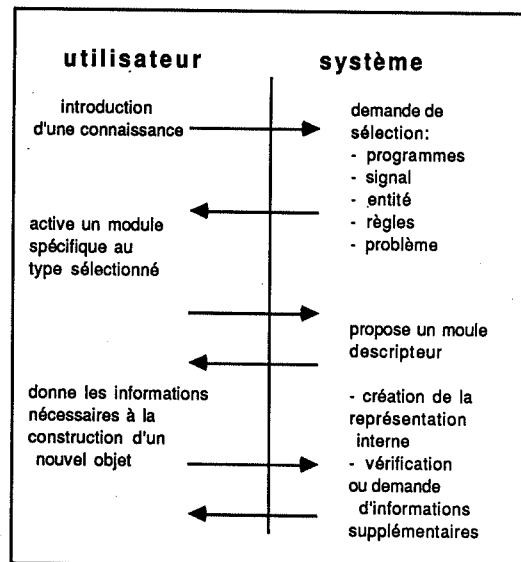 utilisateur
système
introduction
d'une connaissance
demande de
sélection:
- programmes
- signal
- entité
- règles
- problème
active un module
spécifique au
type sélectionné
propose un moule
descripteur
donne les informations
nécessaires à la
construction d'un
nouvel objet
- création de la
représentation
interne
- vérification
ou demande
d'informations
supplémentaires